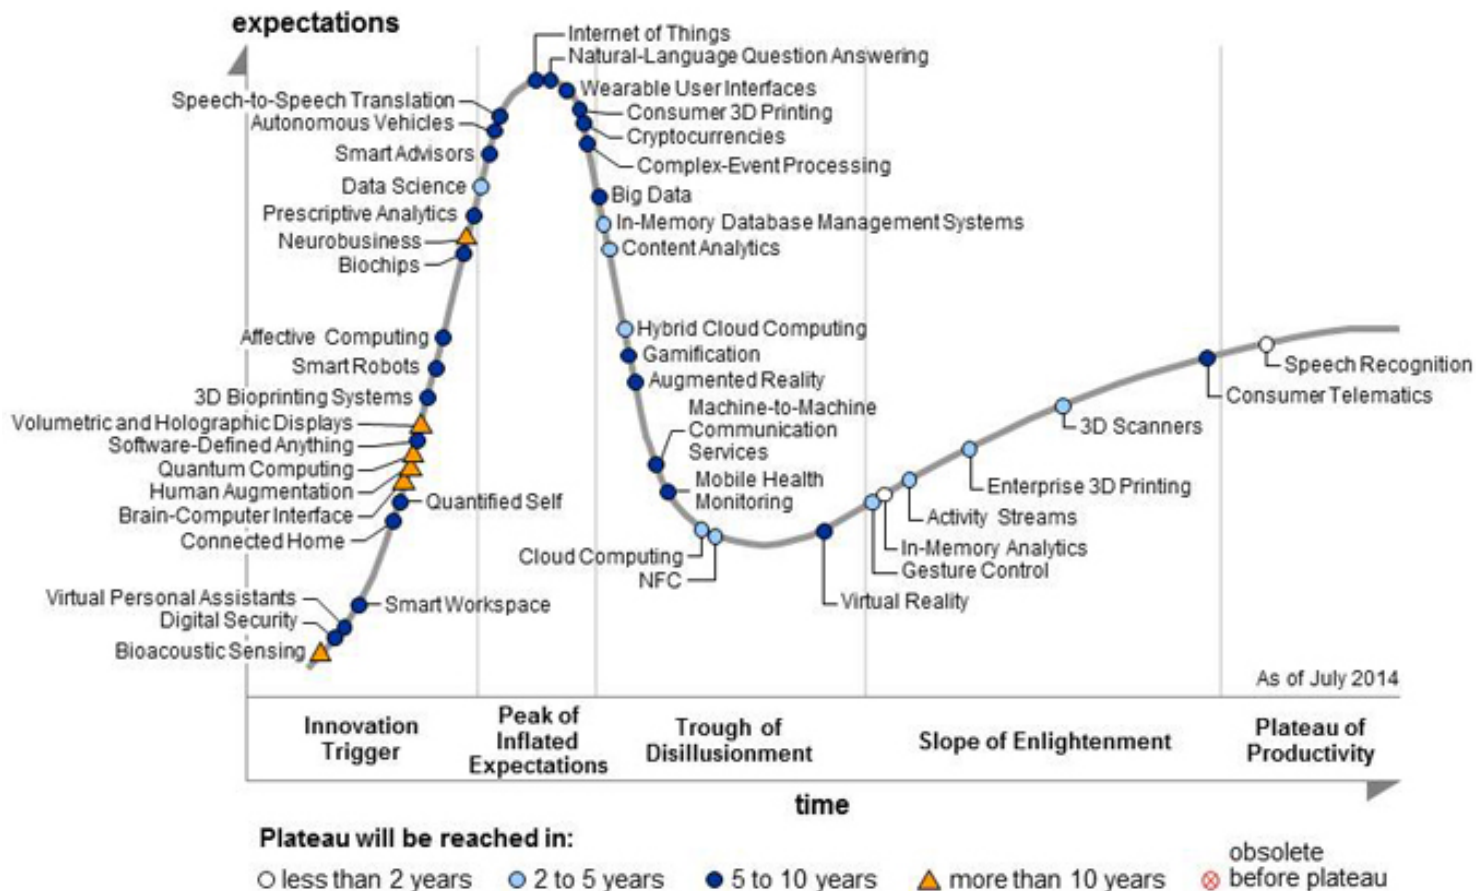 expectations
Internet of Things
Natural-Language Question Answering
Wearable User Interfaces
Consumer 3D Printing
Cryptocurrencies
Complex-Event Processing
Speech-to-Speech Translation
Autonomous Vehicles
Smart Advisors
Data Science
Prescriptive Analytics
Neurobusiness
Biochips
Big Data
In-Memory Database Management Systems
Content Analytics
Affective Computing
Smart Robots
3D Bioprinting Systems
Volumetric and Holographic Displays
Software-Defined Anything
Quantum Computing
Human Augmentation
Brain-Computer Interface
Connected Home
Quantified Self
Hybrid Cloud Computing
Gamification
Augmented Reality
Machine-to-Machine
Communication
Services
Mobile Health
Monitoring
Cloud Computing
NFC
Virtual Personal Assistants
Digital Security
Bioacoustic Sensing
Smart Workspace
Speech Recognition
Consumer Telematics
3D Scanners
Enterprise 3D Printing
Activity Streams
In-Memory Analytics
Gesture Control
Virtual Reality
As of July 2014
Innovation
Trigger
Peak of
Inflated
Expectations
Trough of
Disillusionment
Slope of Enlightenment
Plateau of
Productivity
time
Plateau will be reached in:
less than 2 years
2 to 5 years
5 to 10 years
more than 10 years
obsolete
before plateau